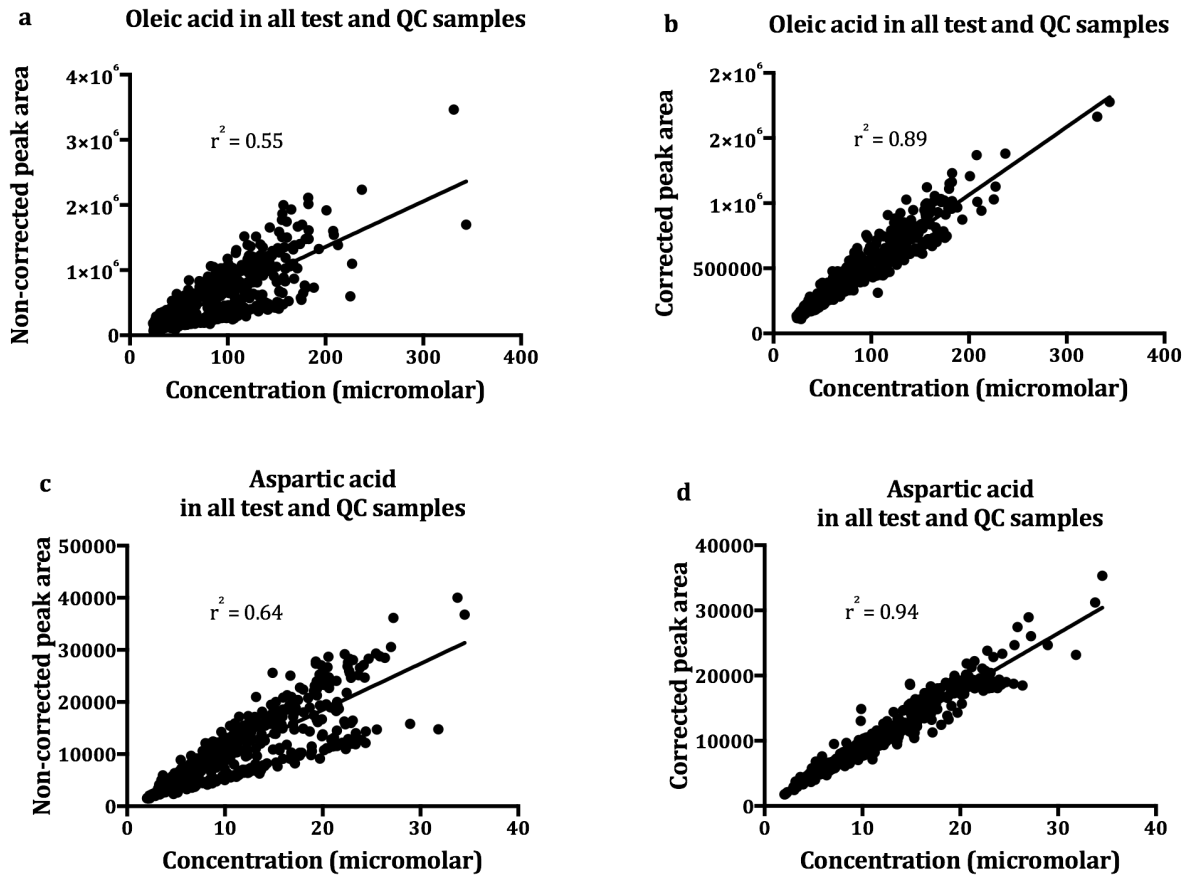 a
Oleic acid in all test and QC samples
Non-corrected peak area
4×10⁶
3×10⁶
2×10⁶
1×10⁶
0
r² = 0.55
0 100 200 300 400
Concentration (micromolar)
b
Oleic acid in all test and QC samples
Corrected peak area
2×10⁶
2×10⁶
1×10⁶
500000
0
r² = 0.89
0 100 200 300 400
Concentration (micromolar)
c
Aspartic acid
in all test and QC samples
Non-corrected peak area
50000
40000
30000
20000
10000
0
r² = 0.64
0 10 20 30 40
Concentration (micromolar)
d
Aspartic acid
in all test and QC samples
Corrected peak area
40000
30000
20000
10000
0
r² = 0.94
0 10 20 30 40
Concentration (micromolar)